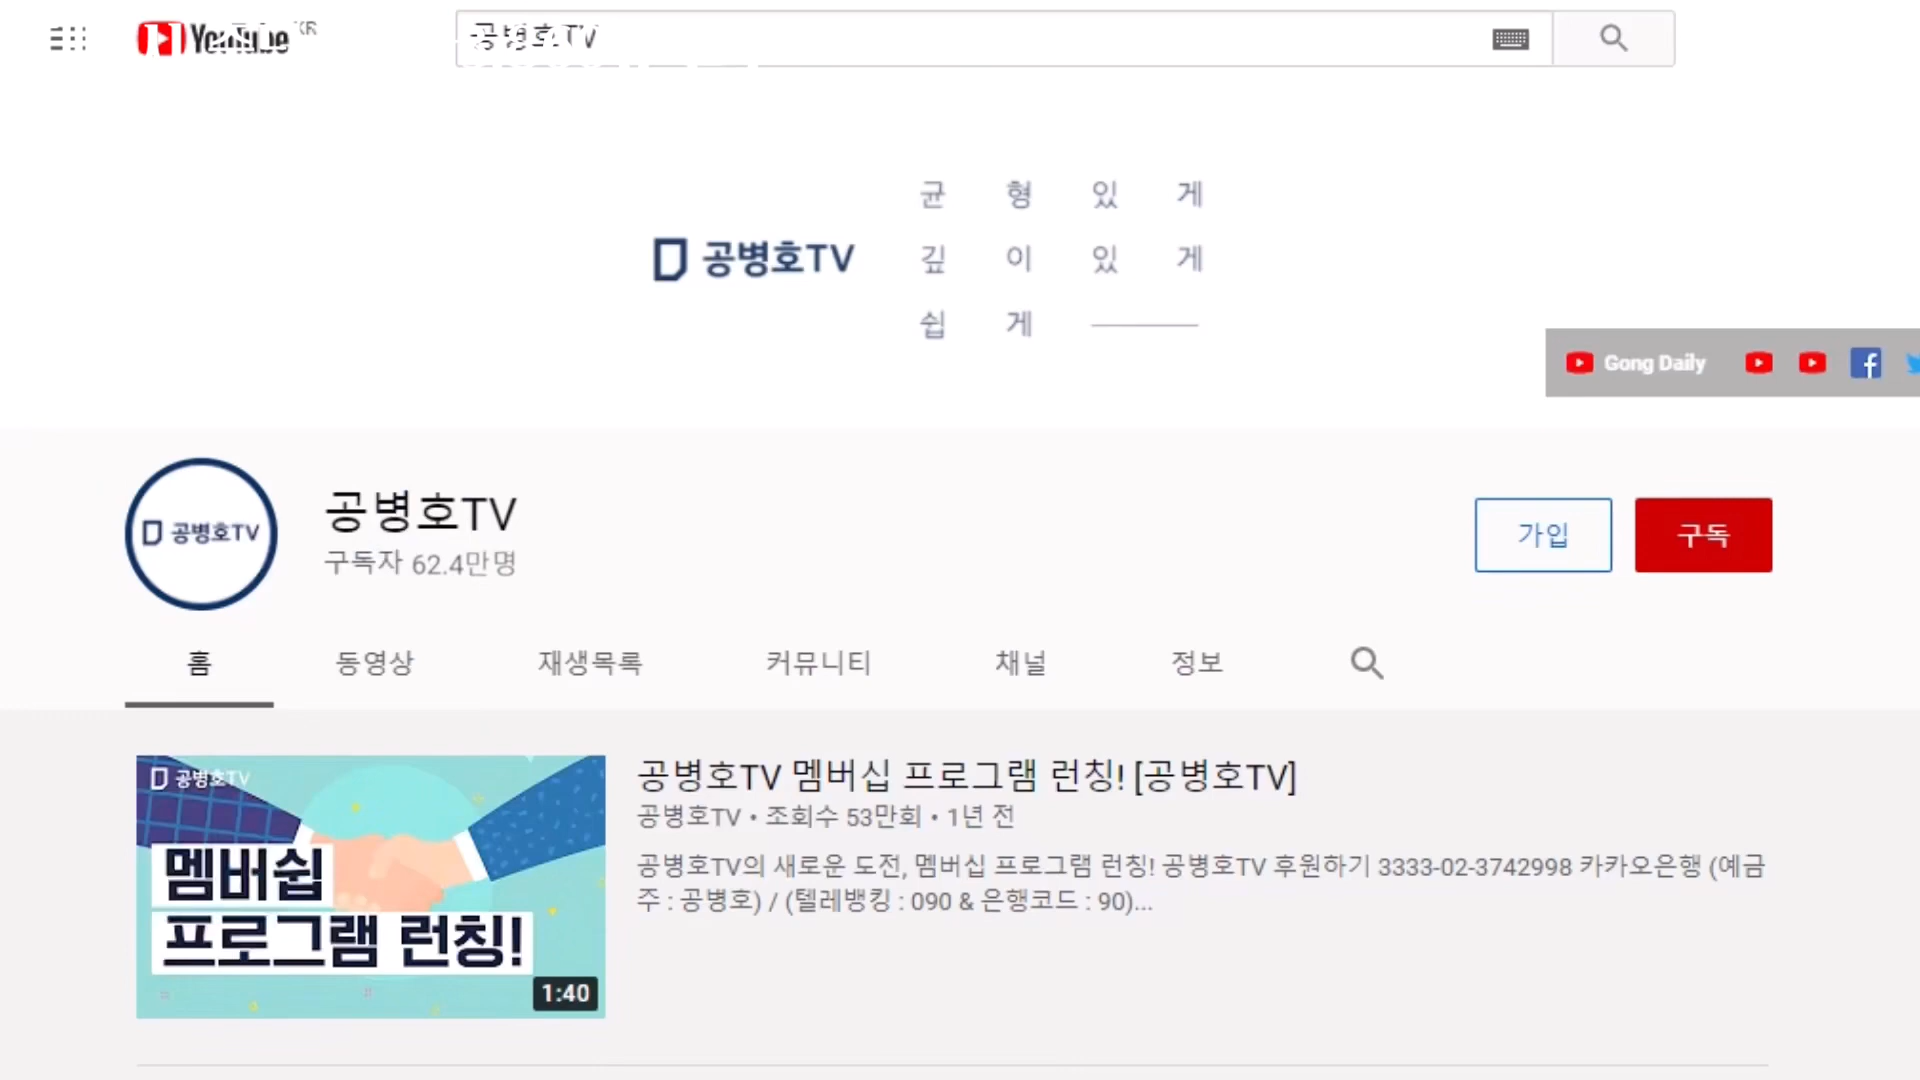 YouTube KR
공병호TV
균 형 있 게
공병호TV
깊 이 있 게
쉽 게
Gong Daily
공병호TV
공병호TV
구독자 62.4만명
가입
구독
홈
동영상
재생목록
커뮤니티
채널
정보
공병호TV
멤버쉽
프로그램 런칭!
1:40
공병호TV 멤버십 프로그램 런칭! [공병호TV]
공병호TV • 조회수 53만회 • 1년 전
공병호TV의 새로운 도전, 멤버십 프로그램 런칭! 공병호TV 후원하기 3333-02-3742998 카카오은행 (예금
주 : 공병호) / (텔레뱅킹 : 090 & 은행코드 : 90)...